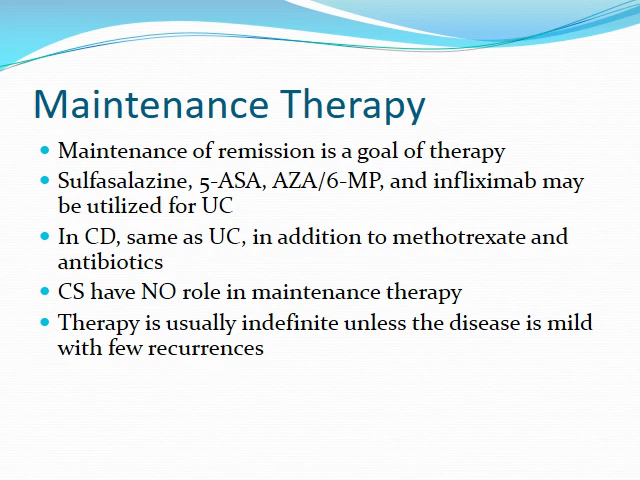 Maintenance Therapy
• Maintenance of remission is a goal of therapy
• Sulfasalazine, 5-ASA, AZA/6-MP, and infliximab may
be utilized for UC
• In CD, same as UC, in addition to methotrexate and
antibiotics
• CS have NO role in maintenance therapy
• Therapy is usually indefinite unless the disease is mild
with few recurrences